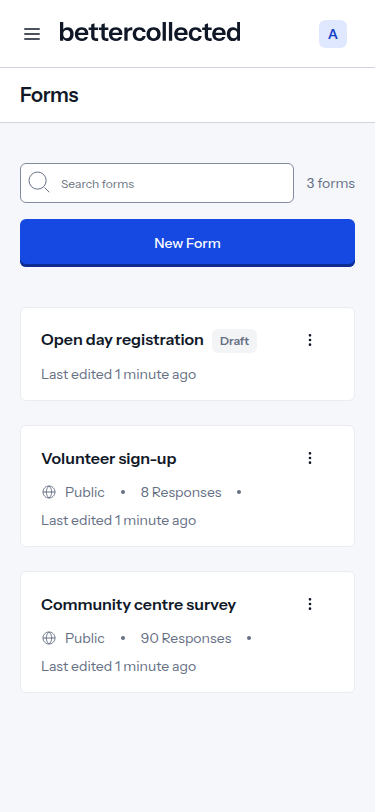 bettercollected
A
Forms
Search forms
3 forms
New Form
Open day registration Draft
Last edited 1 minute ago
Volunteer sign-up
Public • 8 Responses •
Last edited 1 minute ago
Community centre survey
Public • 90 Responses •
Last edited 1 minute ago